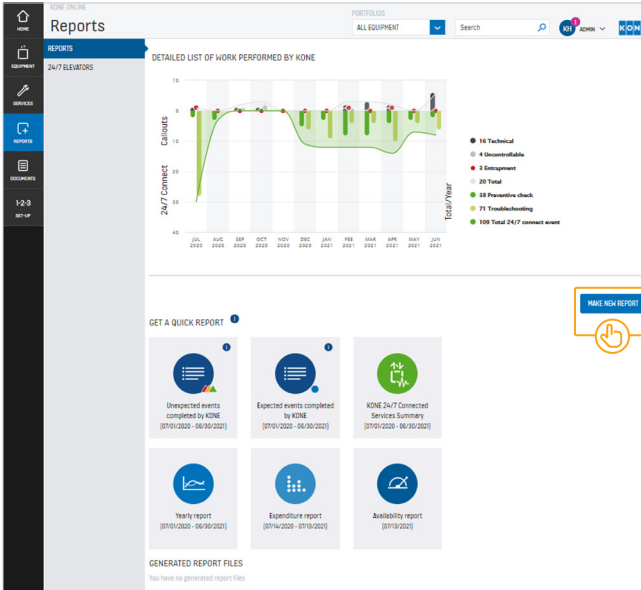 KONE ONLINE
Reports
PORTFOLIOS
ALL EQUIPMENT
Search
KH
1
ADMIN
KON
HOME
EQUIPMENT
SERVICES
REPORTS
DOCUMENTS
1-2-3
SET-UP
REPORTS
24/7 ELEVATORS
DETAILED LIST OF WORK PERFORMED BY KONE
24/7 Connect Callouts
10
0
10
20
30
40
JUL 2020
AUG 2020
SEP 2020
OCT 2020
NOV 2020
DEC 2020
JAN 2021
FEB 2021
MAR 2021
APR 2021
MAY 2021
JUN 2021
Total/Year
16 Technical
4 Uncontrollable
3 Entrapment
20 Total
38 Preventive check
71 Troubleshooting
109 Total 24/7 connect event
MAKE NEW REPORT
GET A QUICK REPORT
Unexpected events
completed by KONE
(07/01/2020 - 06/30/2021)
Expected events completed
by KONE
(07/01/2020 - 06/30/2021)
KONE 24/7 Connected
Services Summary
(07/01/2020 - 06/30/2021)
Yearly report
(07/01/2020 - 06/30/2021)
Expenditure report
(07/14/2020 - 07/13/2021)
Availability report
(07/13/2021)
GENERATED REPORT FILES
You have no generated report files